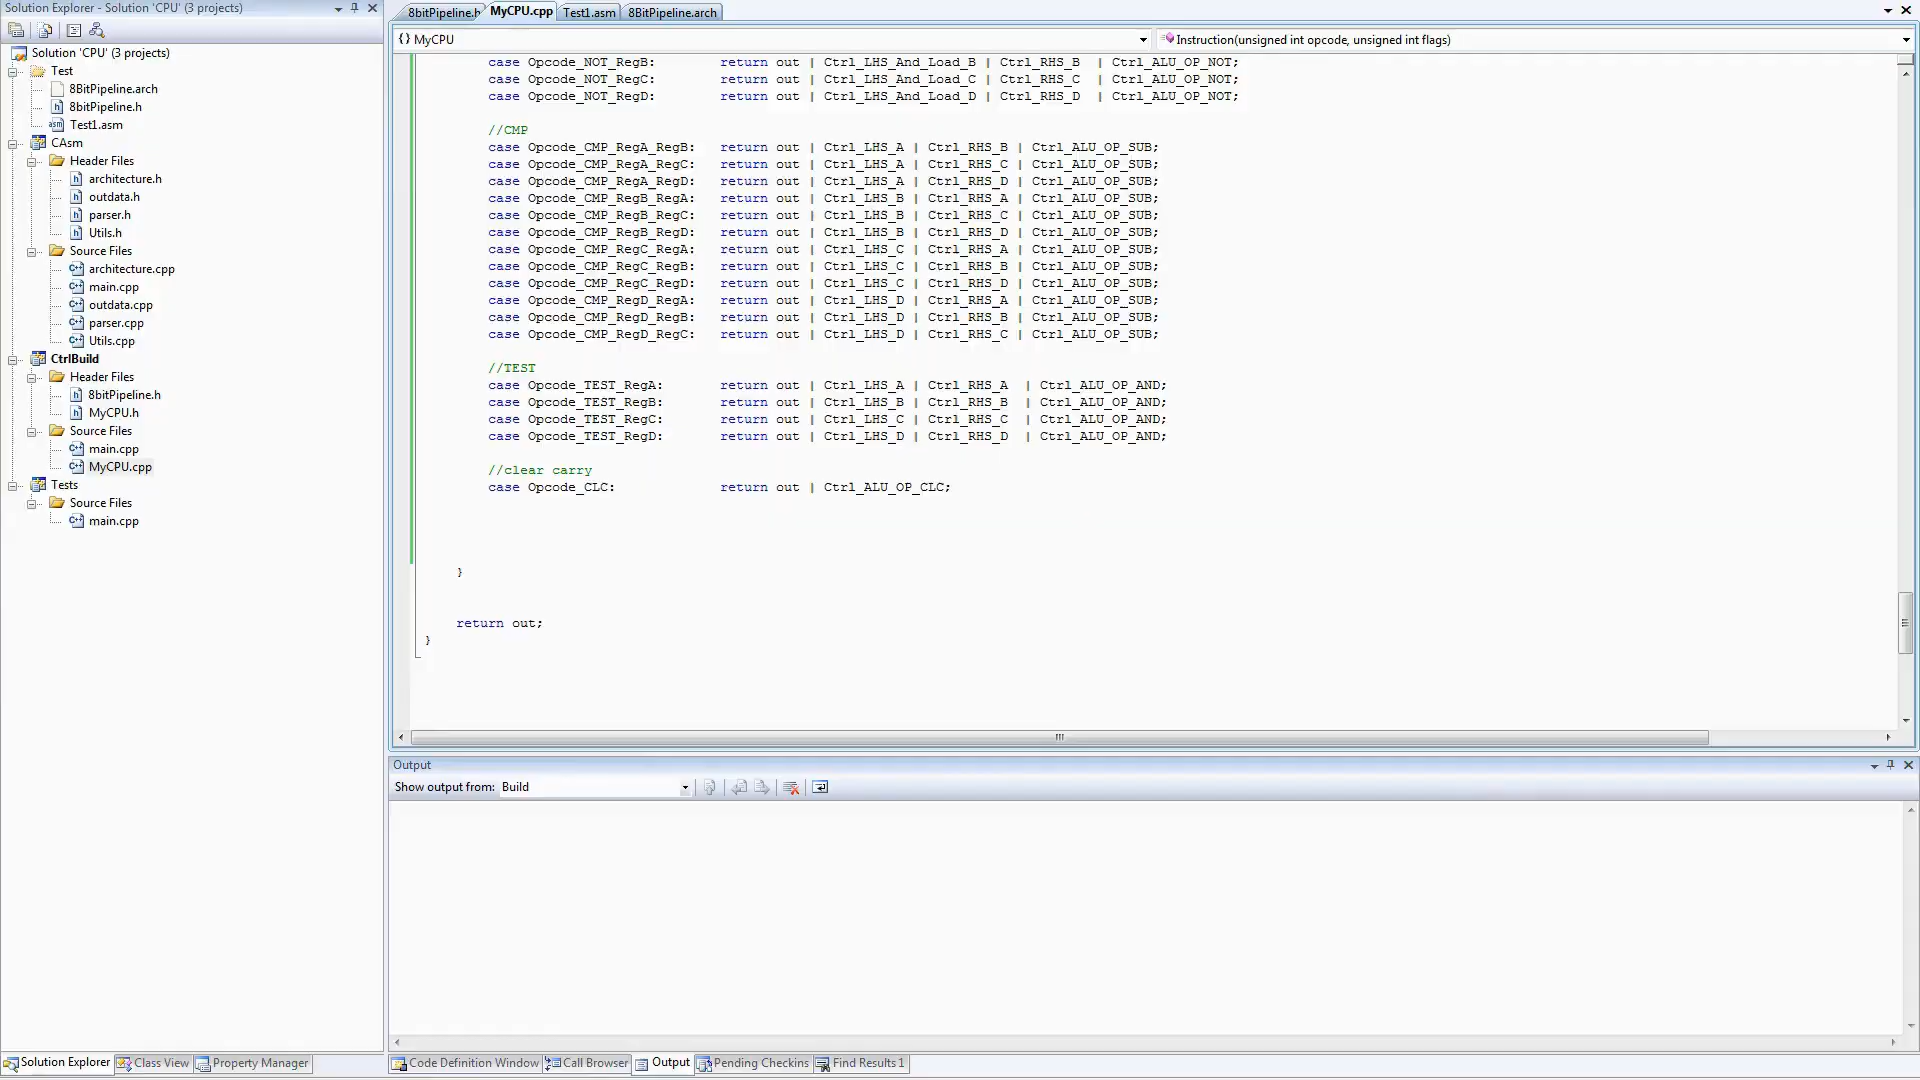 Solution Explorer - Solution 'CPU' (3 projects)
Solution 'CPU' (3 projects)
Test
8BitPipeline.arch
8bitPipeline.h
Test1.asm
CAsm
Header Files
architecture.h
outdata.h
parser.h
Utils.h
Source Files
architecture.cpp
main.cpp
outdata.cpp
parser.cpp
Utils.cpp
CtrlBuild
Header Files
8bitPipeline.h
MyCPU.h
Source Files
main.cpp
MyCPU.cpp
Tests
Source Files
main.cpp
Solution Explorer Class View Property Manager
8bitPipeline.h MyCPU.cpp Test1.asm 8BitPipeline.arch
{} MyCPU Instruction(unsigned int opcode, unsigned int flags)
case Opcode_NOT_RegB: return out | Ctrl_LHS_And_Load_B | Ctrl_RHS_B | Ctrl_ALU_OP_NOT;
case Opcode_NOT_RegC: return out | Ctrl_LHS_And_Load_C | Ctrl_RHS_C | Ctrl_ALU_OP_NOT;
case Opcode_NOT_RegD: return out | Ctrl_LHS_And_Load_D | Ctrl_RHS_D | Ctrl_ALU_OP_NOT;
//CMP
case Opcode_CMP_RegA_RegB: return out | Ctrl_LHS_A | Ctrl_RHS_B | Ctrl_ALU_OP_SUB;
case Opcode_CMP_RegA_RegC: return out | Ctrl_LHS_A | Ctrl_RHS_C | Ctrl_ALU_OP_SUB;
case Opcode_CMP_RegA_RegD: return out | Ctrl_LHS_A | Ctrl_RHS_D | Ctrl_ALU_OP_SUB;
case Opcode_CMP_RegB_RegA: return out | Ctrl_LHS_B | Ctrl_RHS_A | Ctrl_ALU_OP_SUB;
case Opcode_CMP_RegB_RegC: return out | Ctrl_LHS_B | Ctrl_RHS_C | Ctrl_ALU_OP_SUB;
case Opcode_CMP_RegB_RegD: return out | Ctrl_LHS_B | Ctrl_RHS_D | Ctrl_ALU_OP_SUB;
case Opcode_CMP_RegC_RegA: return out | Ctrl_LHS_C | Ctrl_RHS_A | Ctrl_ALU_OP_SUB;
case Opcode_CMP_RegC_RegB: return out | Ctrl_LHS_C | Ctrl_RHS_B | Ctrl_ALU_OP_SUB;
case Opcode_CMP_RegC_RegD: return out | Ctrl_LHS_C | Ctrl_RHS_D | Ctrl_ALU_OP_SUB;
case Opcode_CMP_RegD_RegA: return out | Ctrl_LHS_D | Ctrl_RHS_A | Ctrl_ALU_OP_SUB;
case Opcode_CMP_RegD_RegB: return out | Ctrl_LHS_D | Ctrl_RHS_B | Ctrl_ALU_OP_SUB;
case Opcode_CMP_RegD_RegC: return out | Ctrl_LHS_D | Ctrl_RHS_C | Ctrl_ALU_OP_SUB;
//TEST
case Opcode_TEST_RegA: return out | Ctrl_LHS_A | Ctrl_RHS_A | Ctrl_ALU_OP_AND;
case Opcode_TEST_RegB: return out | Ctrl_LHS_B | Ctrl_RHS_B | Ctrl_ALU_OP_AND;
case Opcode_TEST_RegC: return out | Ctrl_LHS_C | Ctrl_RHS_C | Ctrl_ALU_OP_AND;
case Opcode_TEST_RegD: return out | Ctrl_LHS_D | Ctrl_RHS_D | Ctrl_ALU_OP_AND;
//clear carry
case Opcode_CLC: return out | Ctrl_ALU_OP_CLC;
}
return out;
}
Output
Show output from: Build
Code Definition Window Call Browser Output Pending Checkins Find Results 1